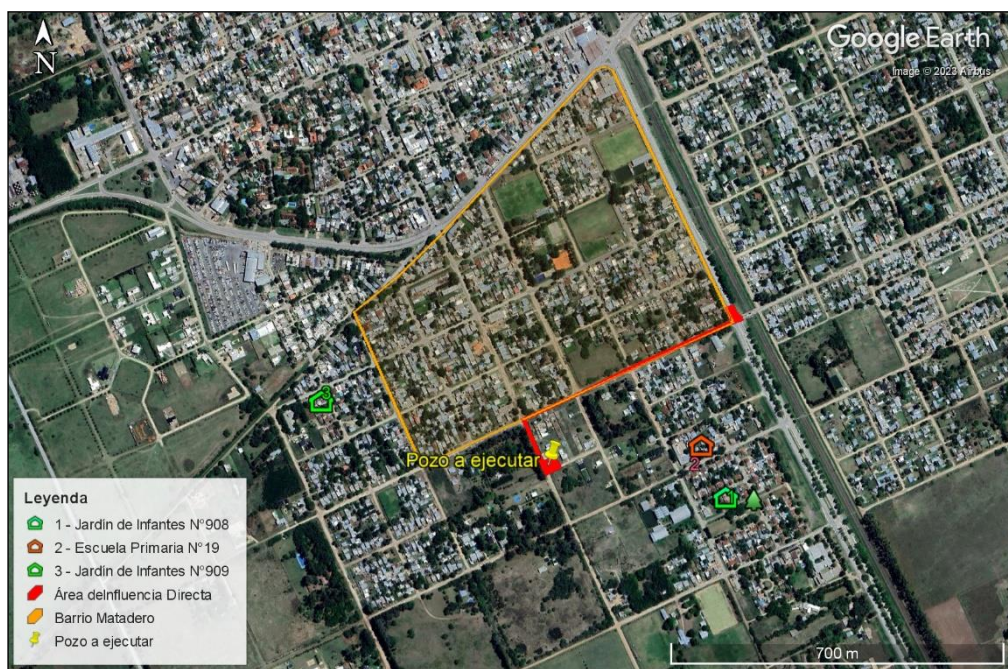 N
Google Earth
Image © 2023 Airbus
3
Pozo a ejecutar
2
1
Leyenda
1 - Jardín de Infantes N°908
2 - Escuela Primaria N°19
3 - Jardín de Infantes N°909
Área deInfluencia Directa
Barrio Matadero
Pozo a ejecutar
700 m